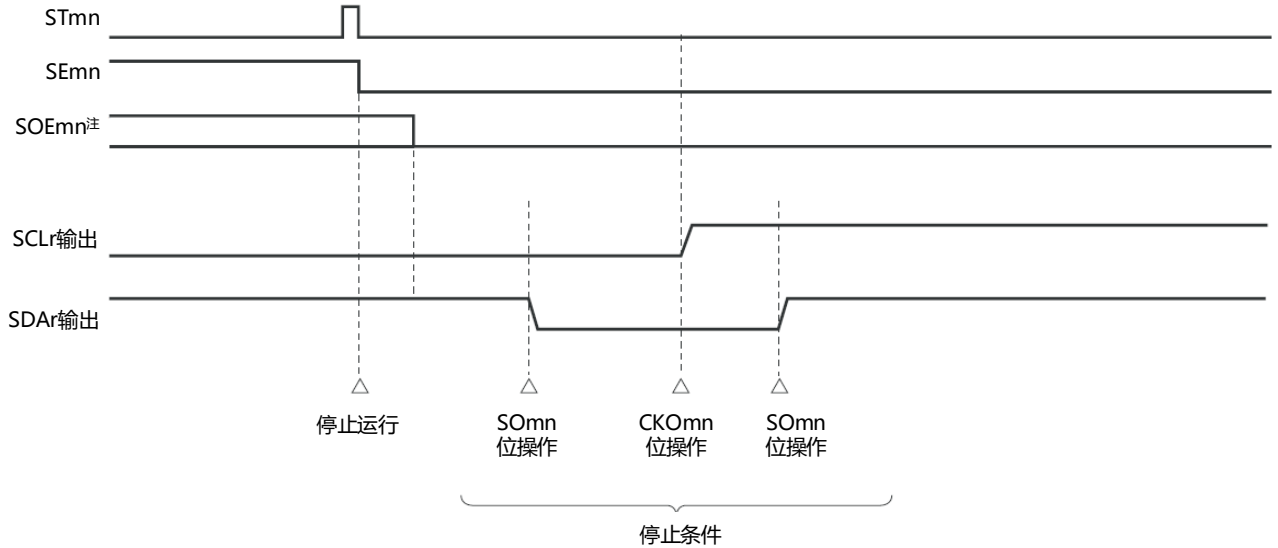 STmn
SEmn
SOEmn注
SCLr输出
SDAr输出
停止运行
SOmn
位操作
CKOmn
位操作
SOmn
位操作
停止条件